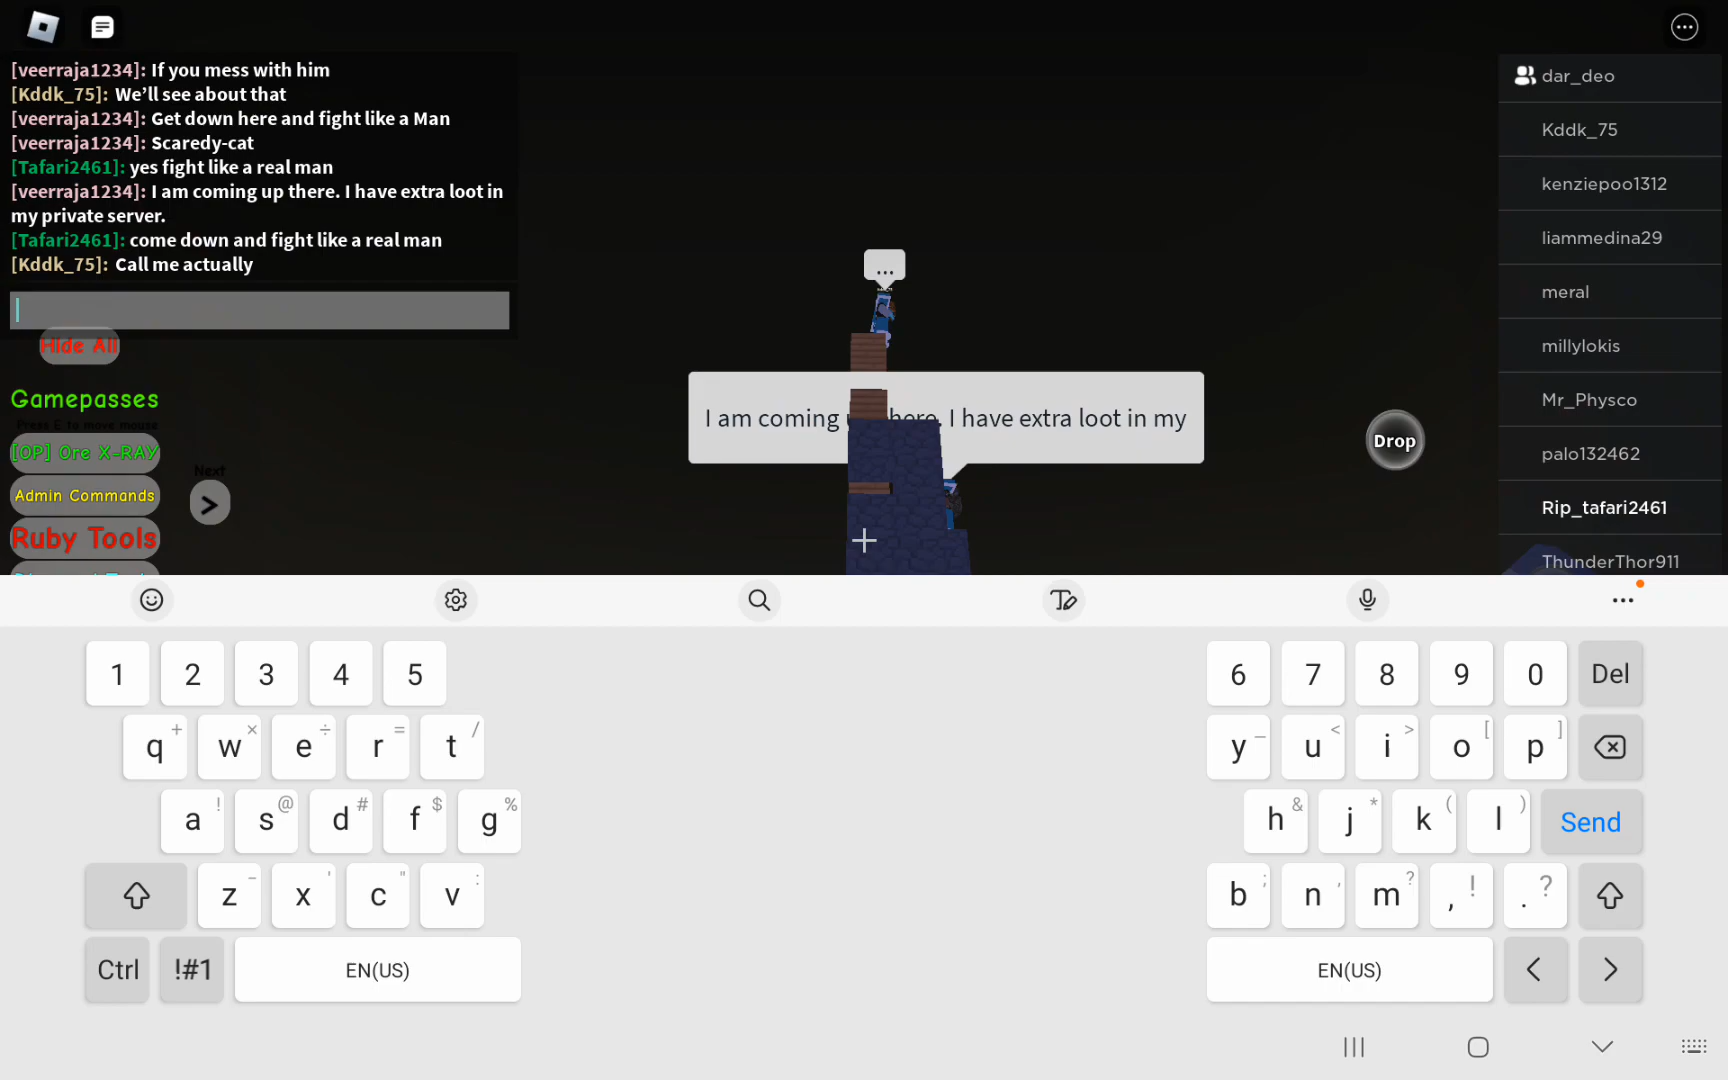 [veerraja1234]: If you mess with him
[Kddk_75]: We’ll see about that
[veerraja1234]: Get down here and fight like a Man
[veerraja1234]: Scaredy-cat
[Tafari2461]: yes fight like a real man
[veerraja1234]: I am coming up there. I have extra loot in
my private server.
[Tafari2461]: come down and fight like a real man
[Kddk_75]: Call me actually
Hide All
Gamepasses
Press E to move mouse
[OP] Ore X-RAY
Admin Commands
Ruby Tools
Next
>
...
I am coming here. I have extra loot in my
Drop
dar_deo
Kddk_75
kenziepoo1312
liammedina29
meral
millylokis
Mr_Physco
palo132462
Rip_tafari2461
ThunderThor911
1 2 3 4 5 6 7 8 9 0 Del
q + w × e ÷ r = t / y _ u < i > o [ p ]
a ! s @ d # f $ g % h & j * k ( l ) Send
z - x ' c " v : b ; n , m ? , ! . ?
Ctrl !#1 EN(US) EN(US) < >